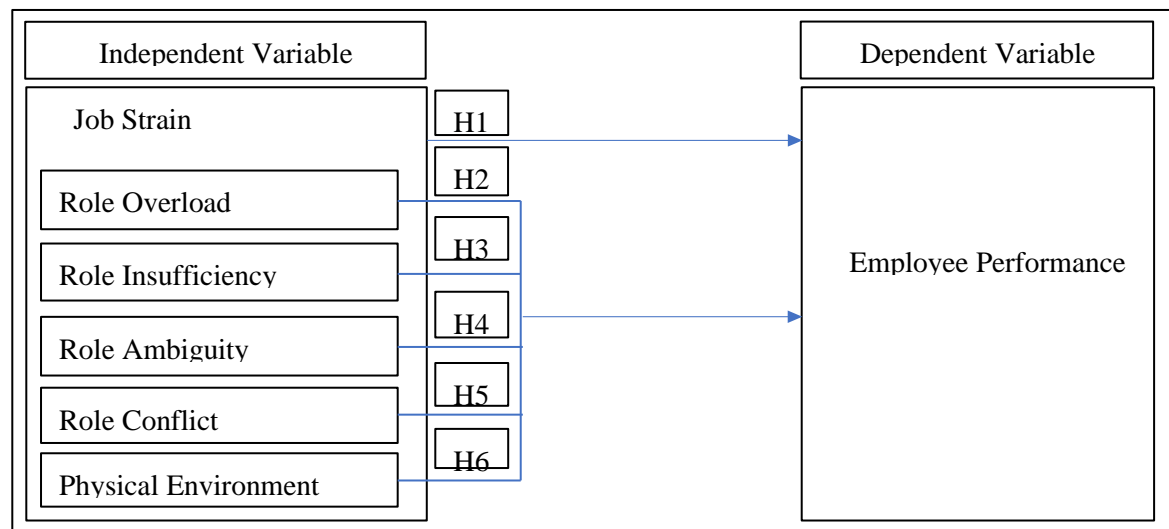 Independent Variable
Dependent Variable
Job Strain
H1
H2
Role Overload
H3
Role Insufficiency
Employee Performance
H4
Role Ambiguity
H5
Role Conflict
H6
Physical Environment